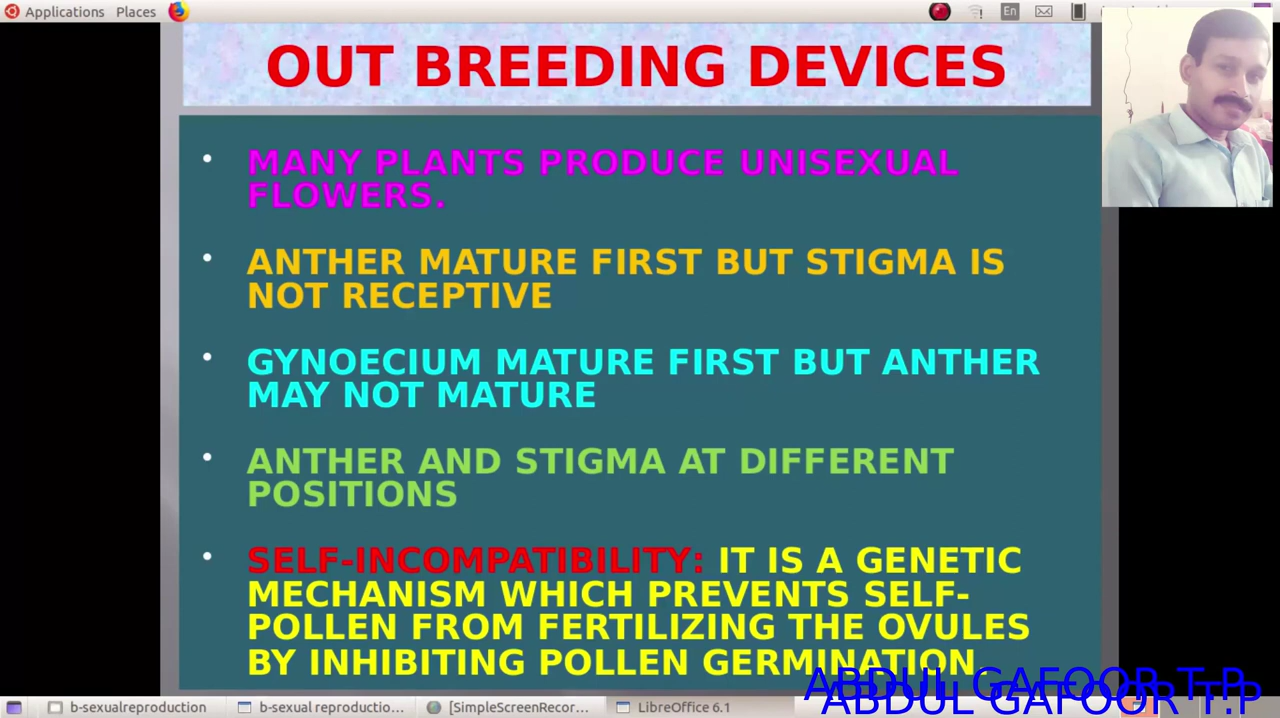 Applications Places
En
OUT BREEDING DEVICES
• MANY PLANTS PRODUCE UNISEXUAL
FLOWERS.
• ANTHER MATURE FIRST BUT STIGMA IS
NOT RECEPTIVE
• GYNOECIUM MATURE FIRST BUT ANTHER
MAY NOT MATURE
• ANTHER AND STIGMA AT DIFFERENT
POSITIONS
• SELF-INCOMPATIBILITY: IT IS A GENETIC
MECHANISM WHICH PREVENTS SELF-
POLLEN FROM FERTILIZING THE OVULES
BY INHIBITING POLLEN GERMINATION.
ABDUL GAFOOR T.P
ABDUL GAFOOR T.P
b-sexualreproduction b-sexualreproductio... [SimpleScreenRecor... LibreOffice 6.1